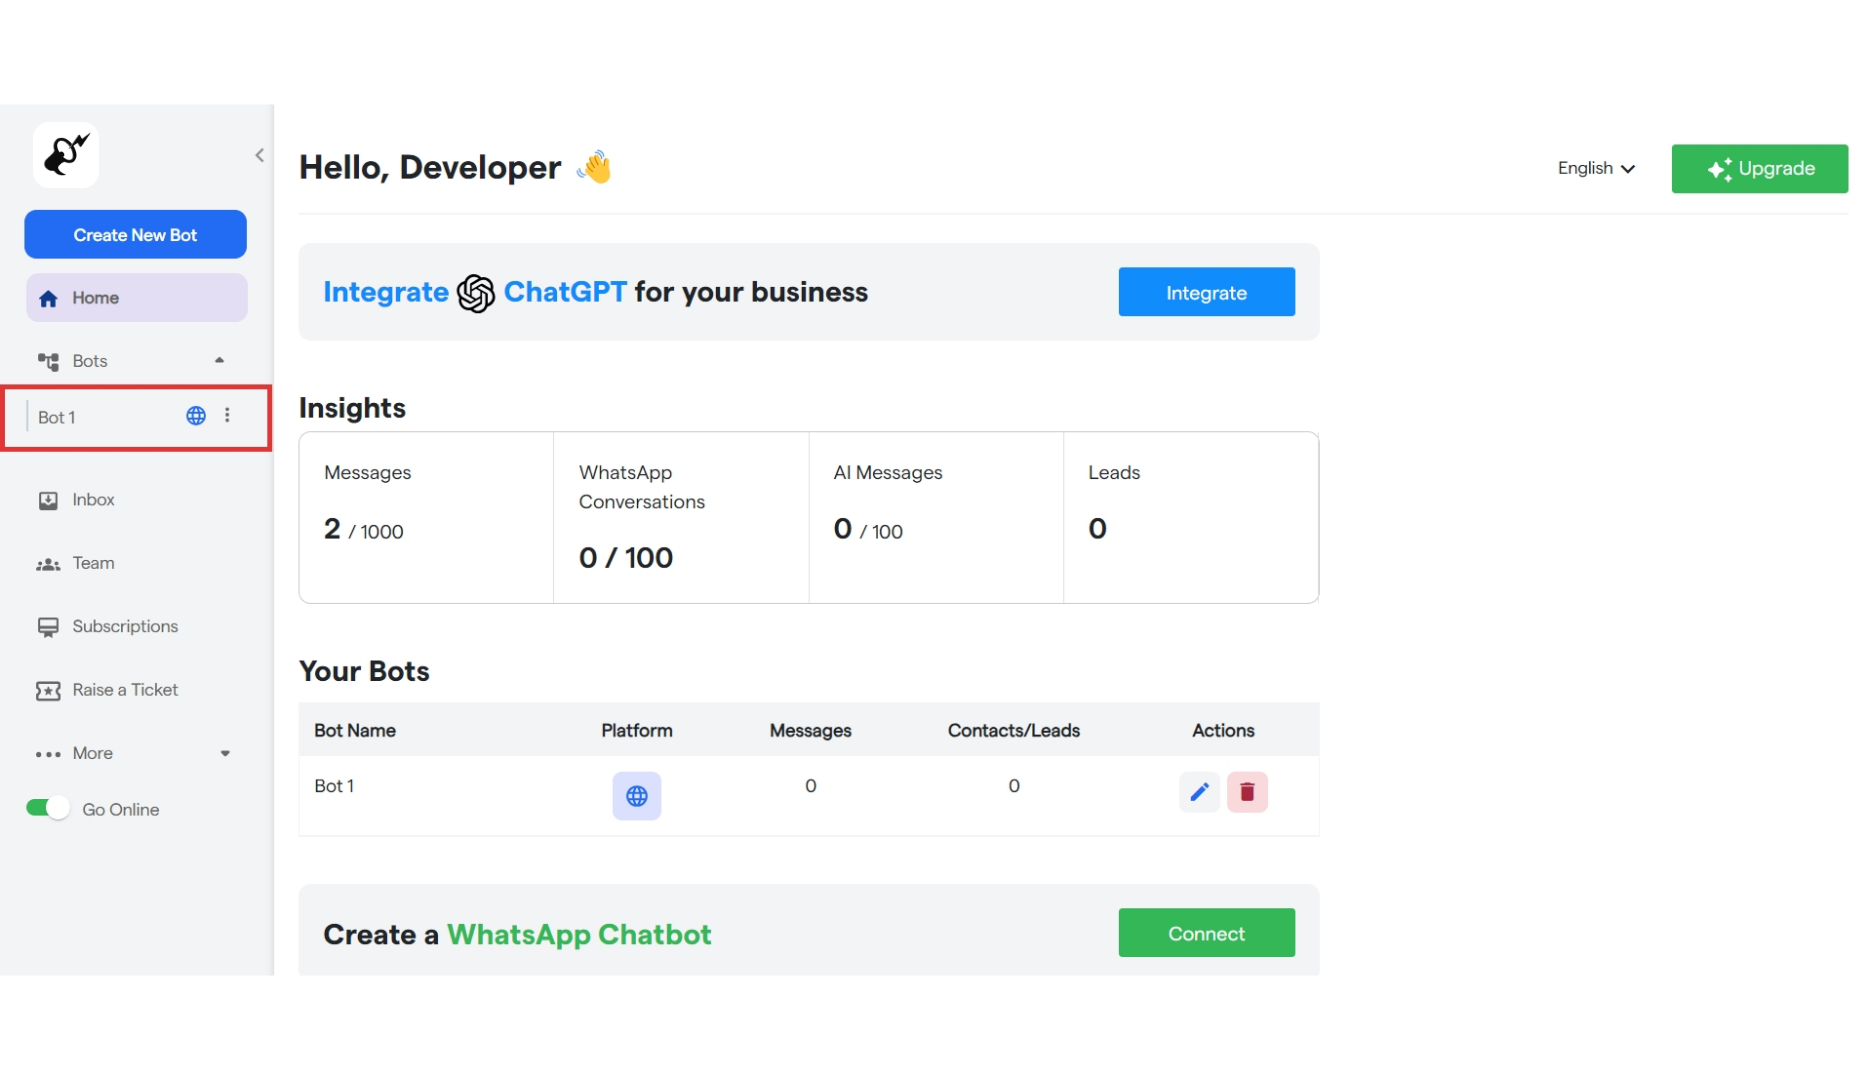 Create New Bot
Home
Bots
Bot 1
Inbox
Team
Subscriptions
Raise a Ticket
More
Go Online
Hello, Developer
English
Upgrade
Integrate ChatGPT for your business
Integrate
Insights
Messages
2 / 1000
WhatsApp
Conversations
0 / 100
AI Messages
0 / 100
Leads
0
Your Bots
Bot Name Platform Messages Contacts/Leads Actions
Bot 1 0 0
Create a WhatsApp Chatbot
Connect